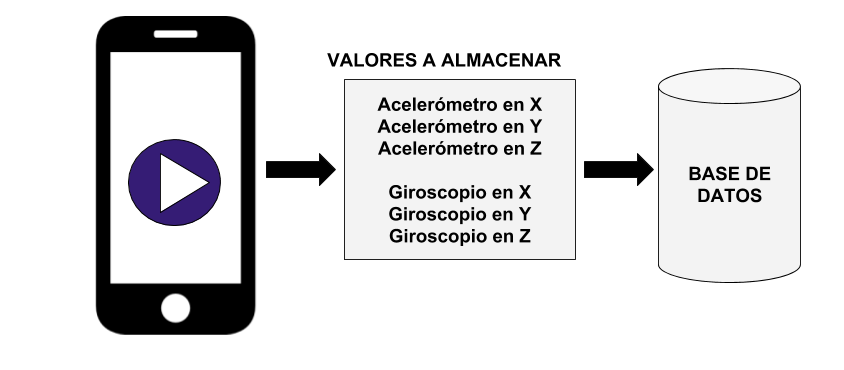 VALORES A ALMACENAR
Acelerómetro en X
Acelerómetro en Y
Acelerómetro en Z
Giroscopio en X
Giroscopio en Y
Giroscopio en Z
BASE DE
DATOS